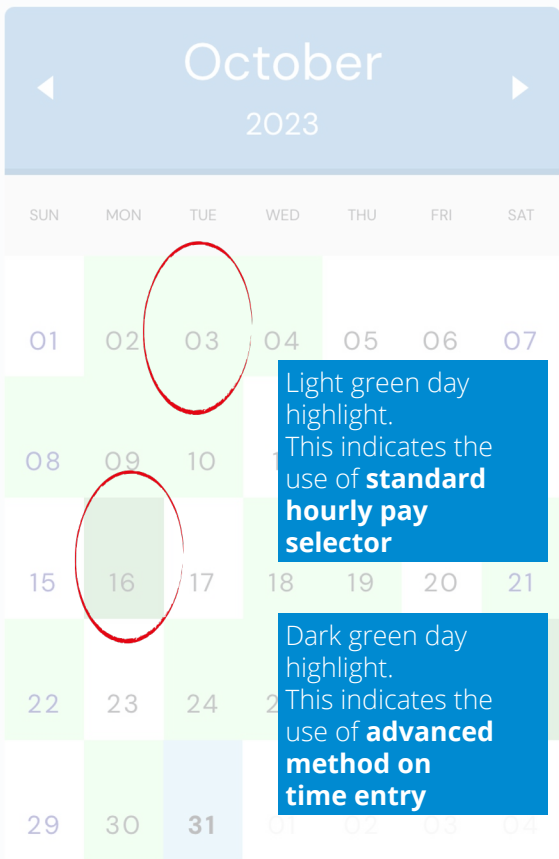 October
2023
SUN MON TUE WED THU FRI SAT
01 02 03 04 05 06 07
Light green day
highlight.
This indicates the
use of standard
hourly pay
selector
08 09 10
15 16 17 18 19 20 21
Dark green day
highlight.
This indicates the
use of advanced
method on
time entry
22 23 24
29 30 31 01 02 03 04